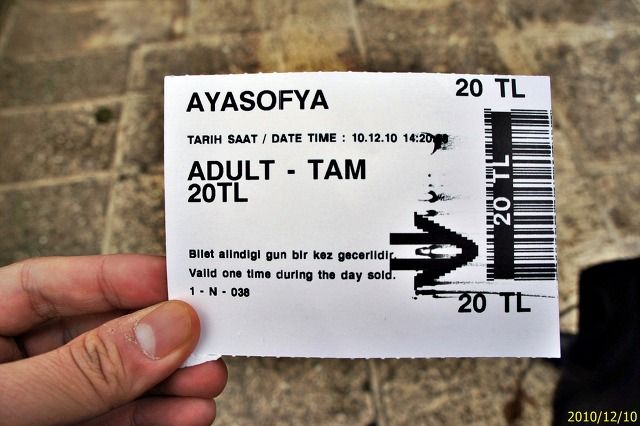 20 TL
AYASOFYA
TARIH SAAT / DATE TIME : 10.12.10 14:20
ADULT - TAM
20TL
20 TL
Bilet alindigi gun bir kez gecerlidir.
Valid one time during the day sold.
1 - N - 038
20 TL
2010/12/10